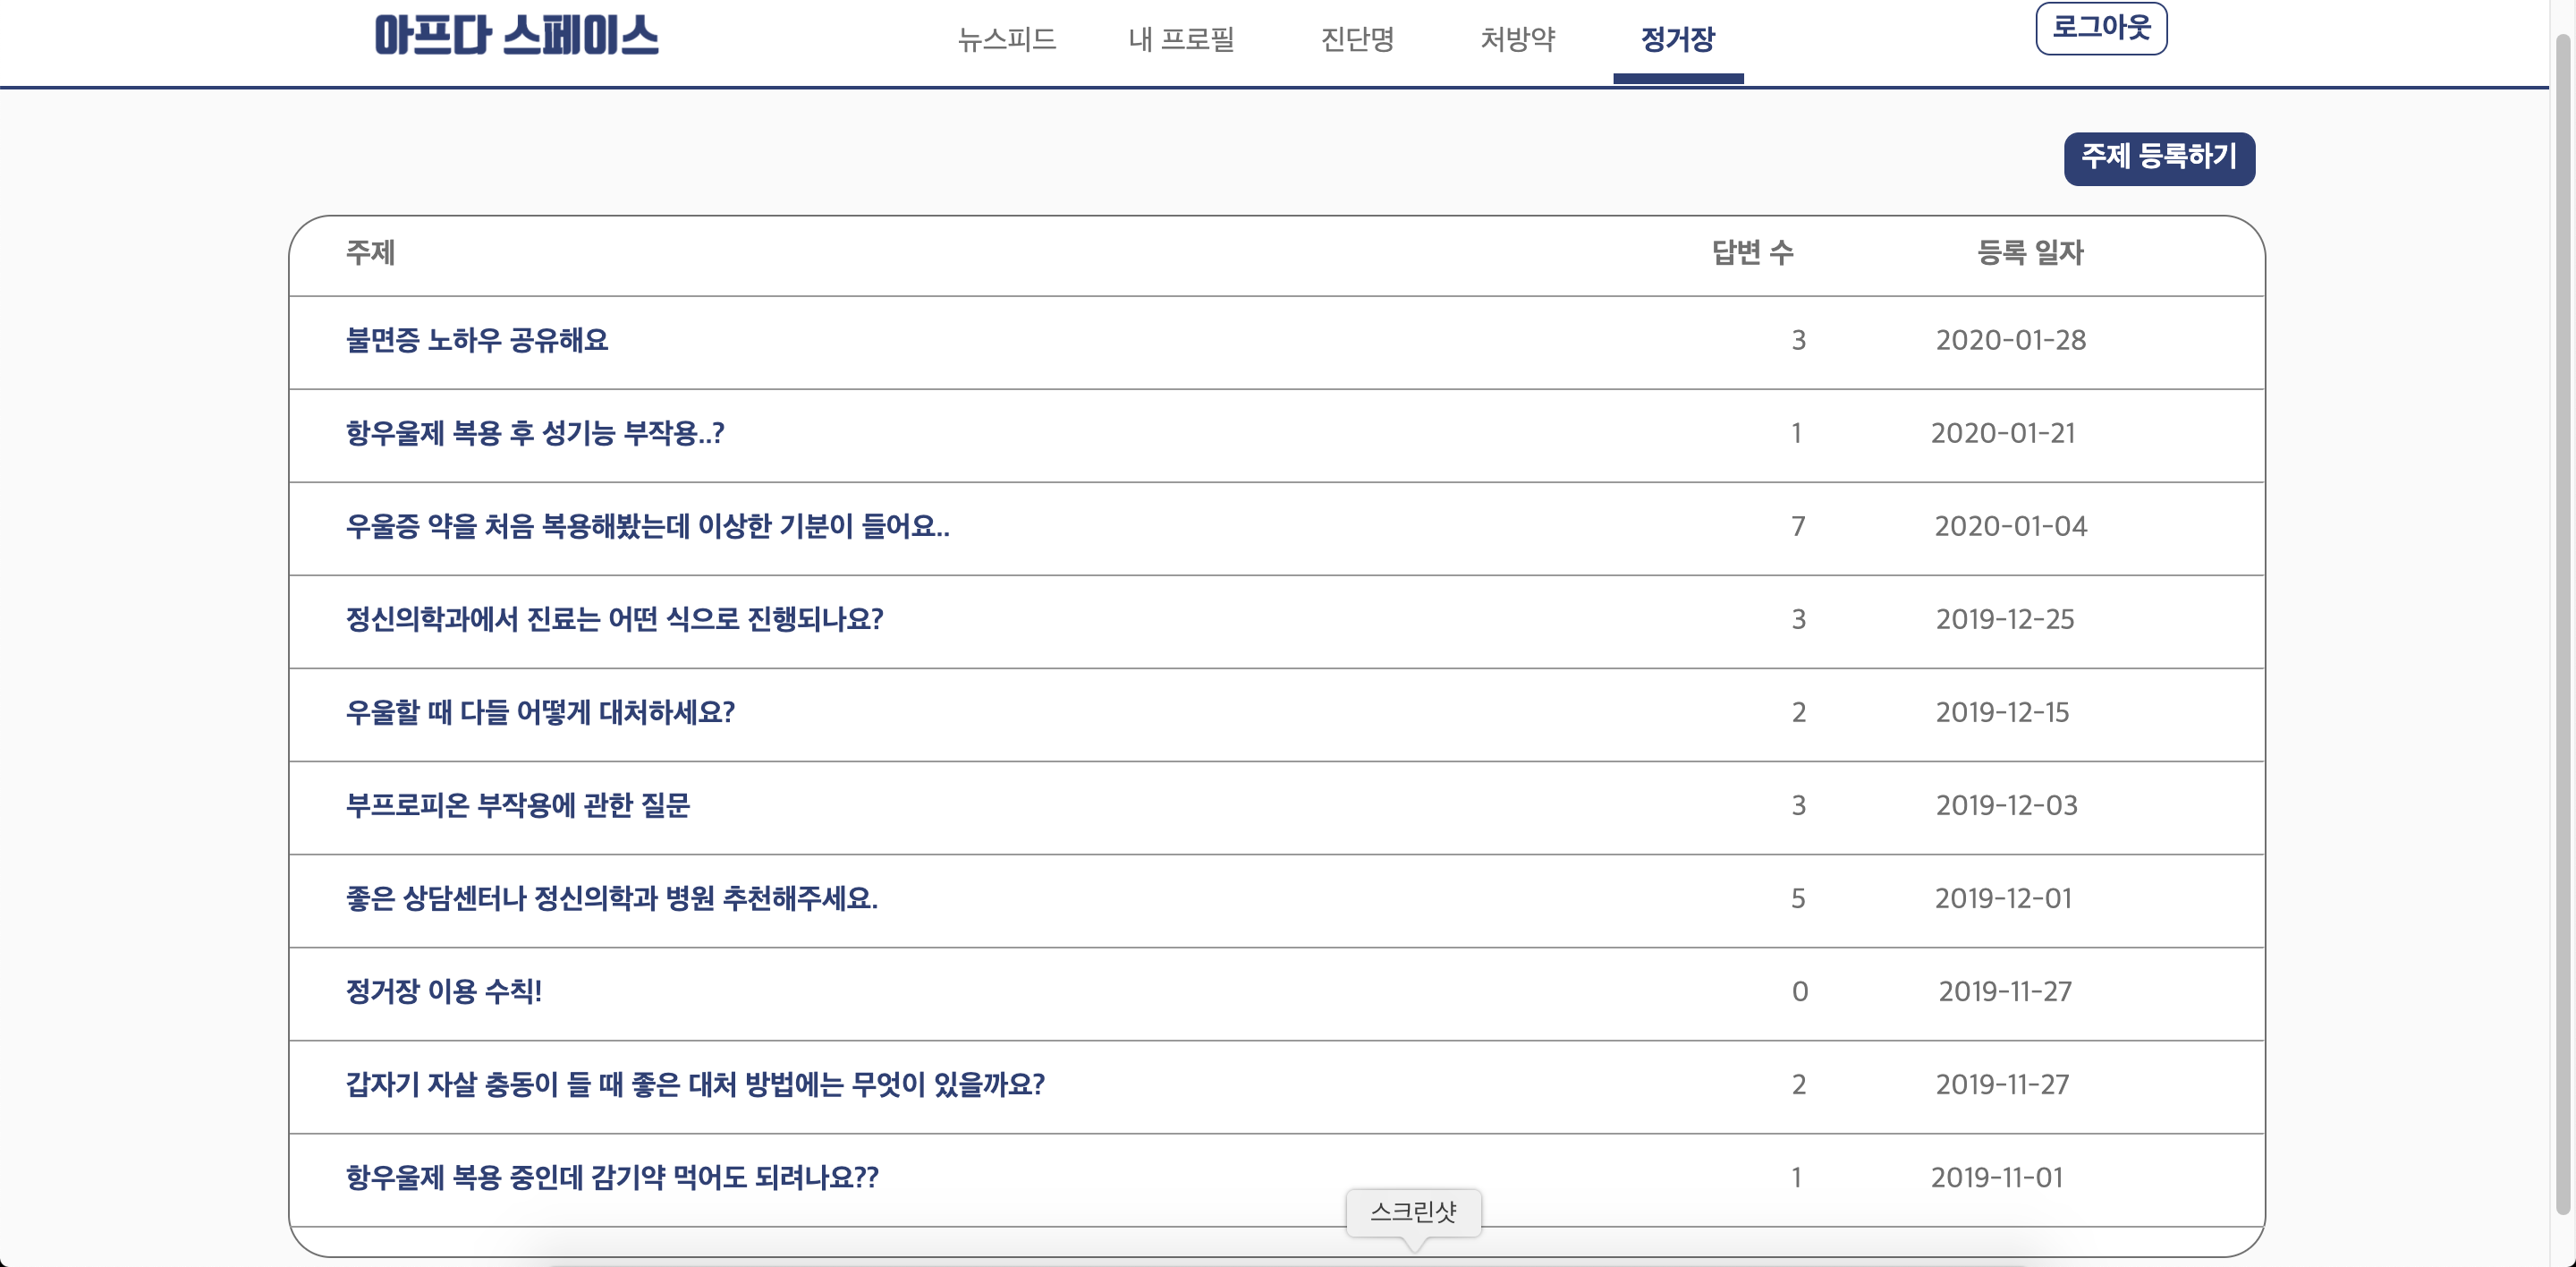 아프다 스페이스 뉴스피드 내 프로필 진단명 처방약 정거장 로그아웃
주제 등록하기
주제 답변 수 등록 일자
불면증 노하우 공유해요 3 2020-01-28
항우울제 복용 후 성기능 부작용..? 1 2020-01-21
우울증 약을 처음 복용해봤는데 이상한 기분이 들어요.. 7 2020-01-04
정신의학과에서 진료는 어떤 식으로 진행되나요? 3 2019-12-25
우울할 때 다들 어떻게 대처하세요? 2 2019-12-15
부프로피온 부작용에 관한 질문 3 2019-12-03
좋은 상담센터나 정신의학과 병원 추천해주세요. 5 2019-12-01
정거장 이용 수칙! 0 2019-11-27
갑자기 자살 충동이 들 때 좋은 대처 방법에는 무엇이 있을까요? 2 2019-11-27
항우울제 복용 중인데 감기약 먹어도 되려나요?? 1 2019-11-01
스크린샷